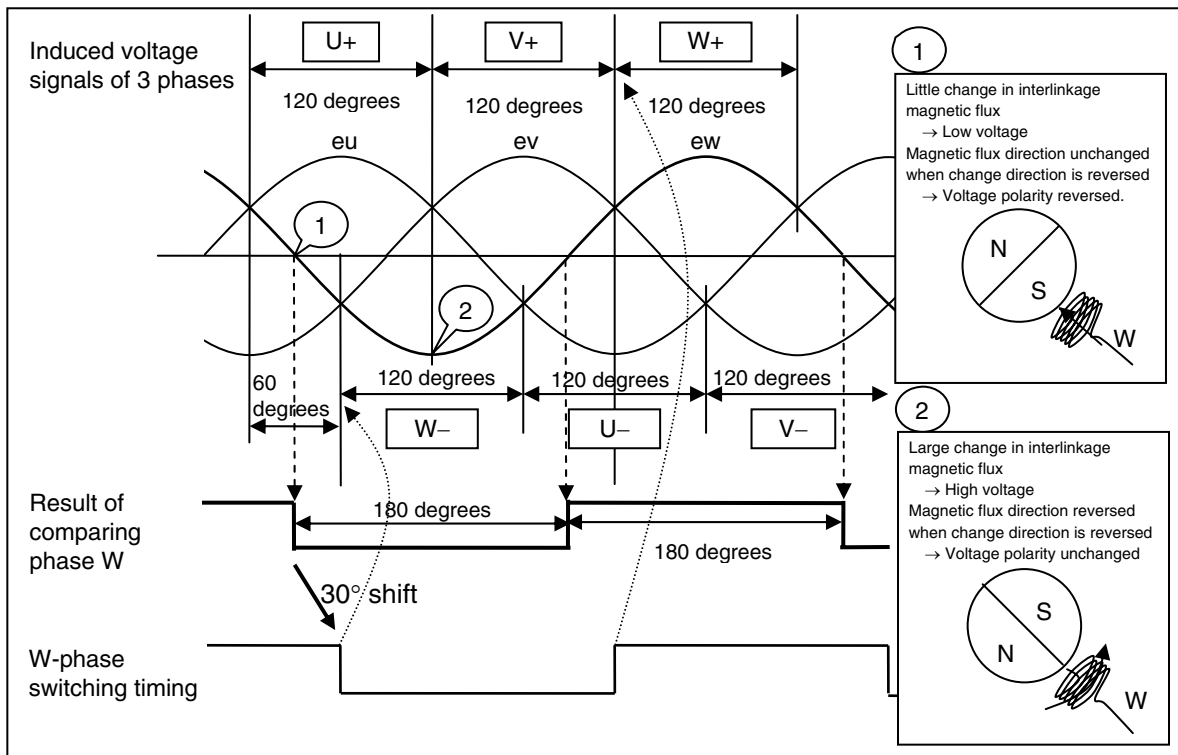 Induced voltage
signals of 3 phases
U+
V+
W+
120 degrees
120 degrees
120 degrees
eu
ev
ew
1
2
60
degrees
120 degrees
120 degrees
120 degrees
W−
U−
V−
Result of
comparing
phase W
180 degrees
180 degrees
30° shift
W-phase
switching timing
1
Little change in interlinkage
magnetic flux
→ Low voltage
Magnetic flux direction unchanged
when change direction is reversed
→ Voltage polarity reversed.
N
S
W
2
Large change in interlinkage
magnetic flux
→ High voltage
Magnetic flux direction reversed
when change direction is reversed
→ Voltage polarity unchanged
S
N
W